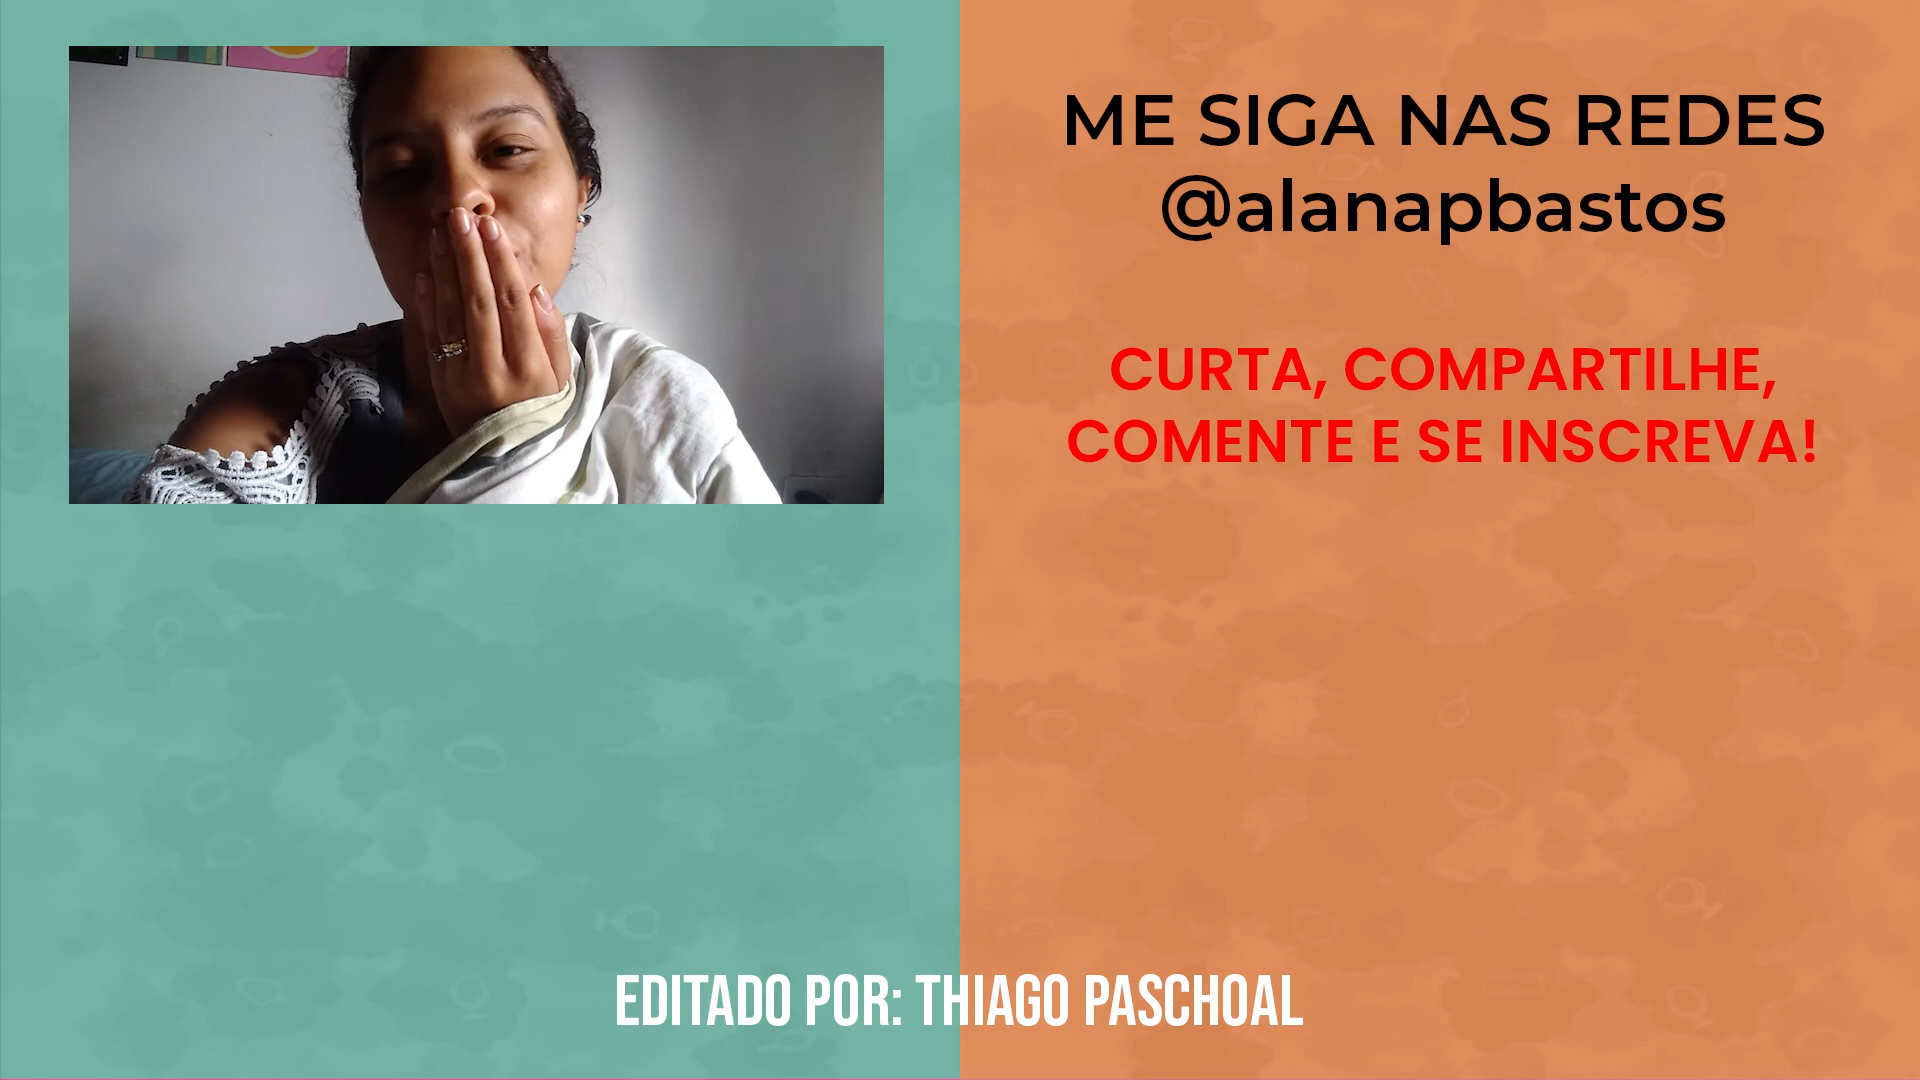 ME SIGA NAS REDES
@alanapbastos
CURTA, COMPARTILHE,
COMENTE E SE INSCREVA!
EDITADO POR: THIAGO PASCHOAL